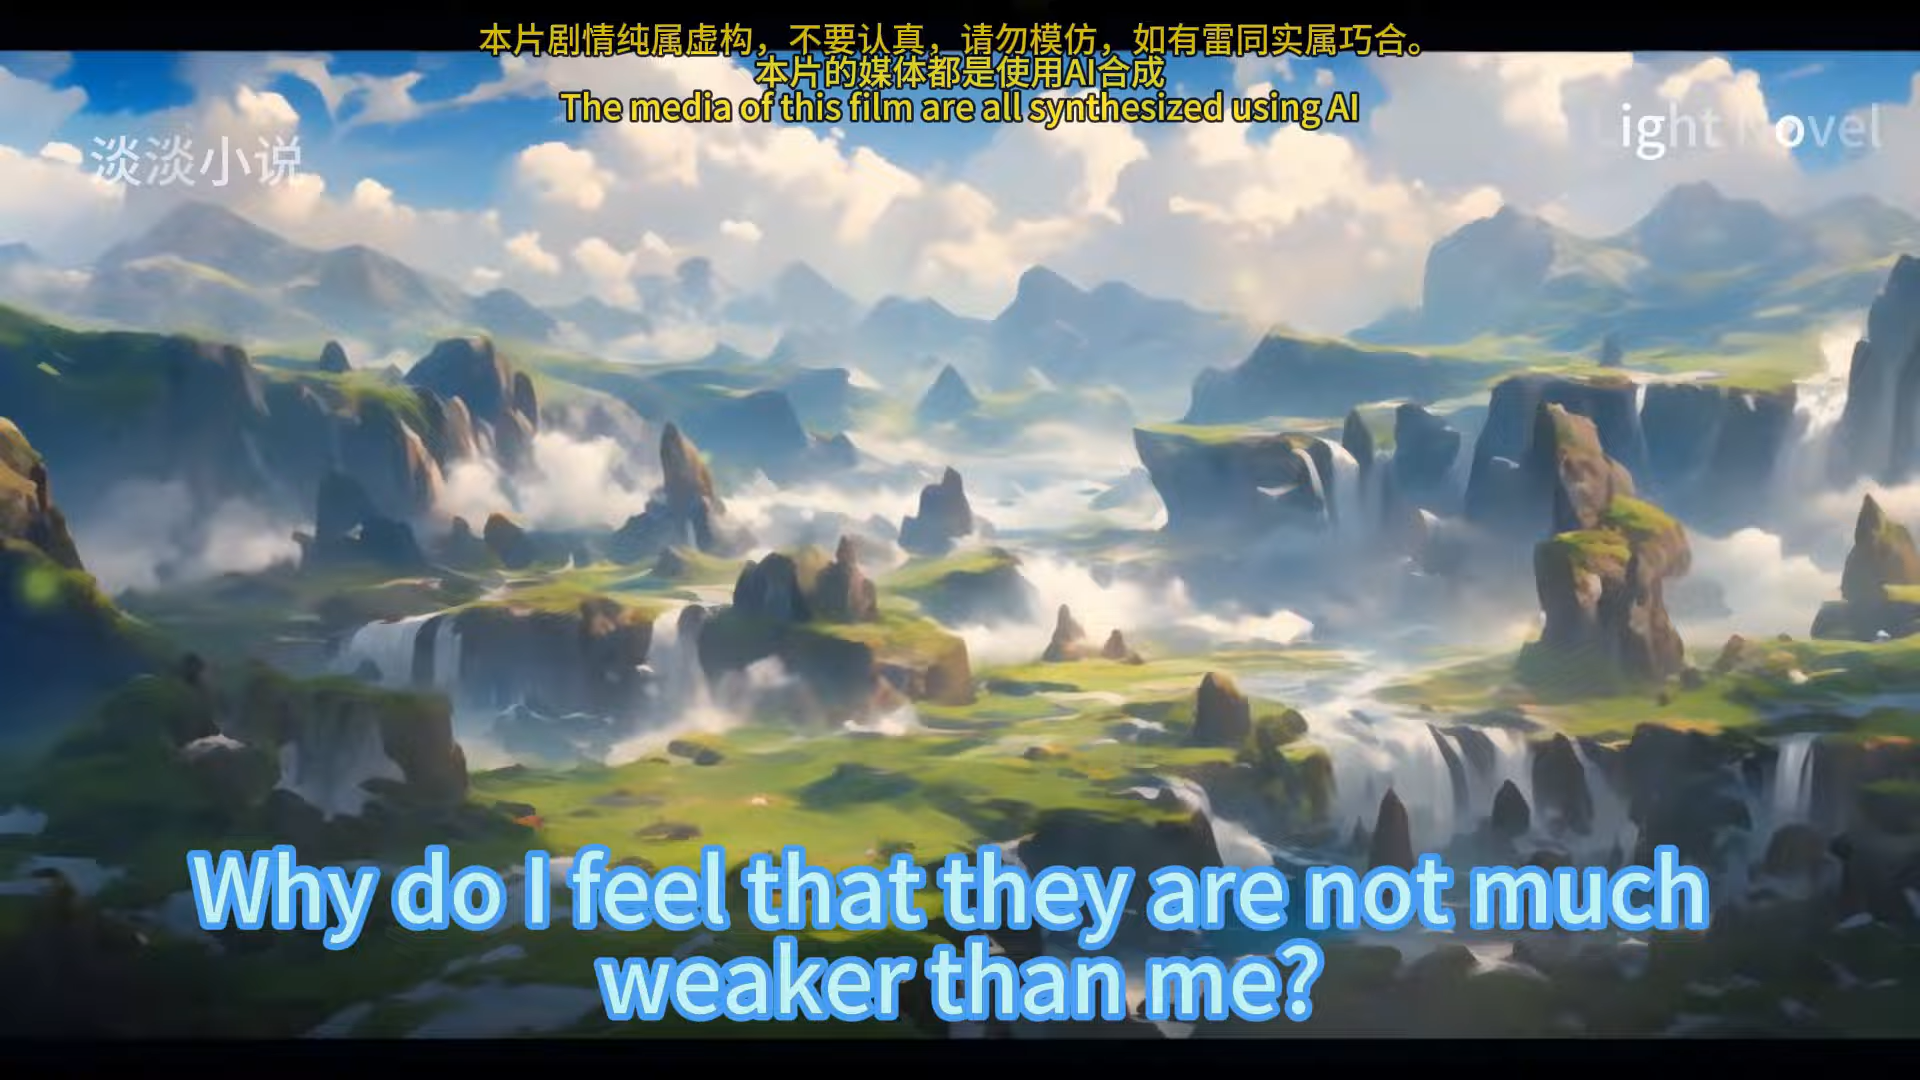 本片剧情纯属虚构，不要认真，请勿模仿，如有雷同实属巧合。
本片的媒体都是使用AI合成
The media of this film are all synthesized using AI
淡淡小说
ight Novel
Why do I feel that they are not much
weaker than me?